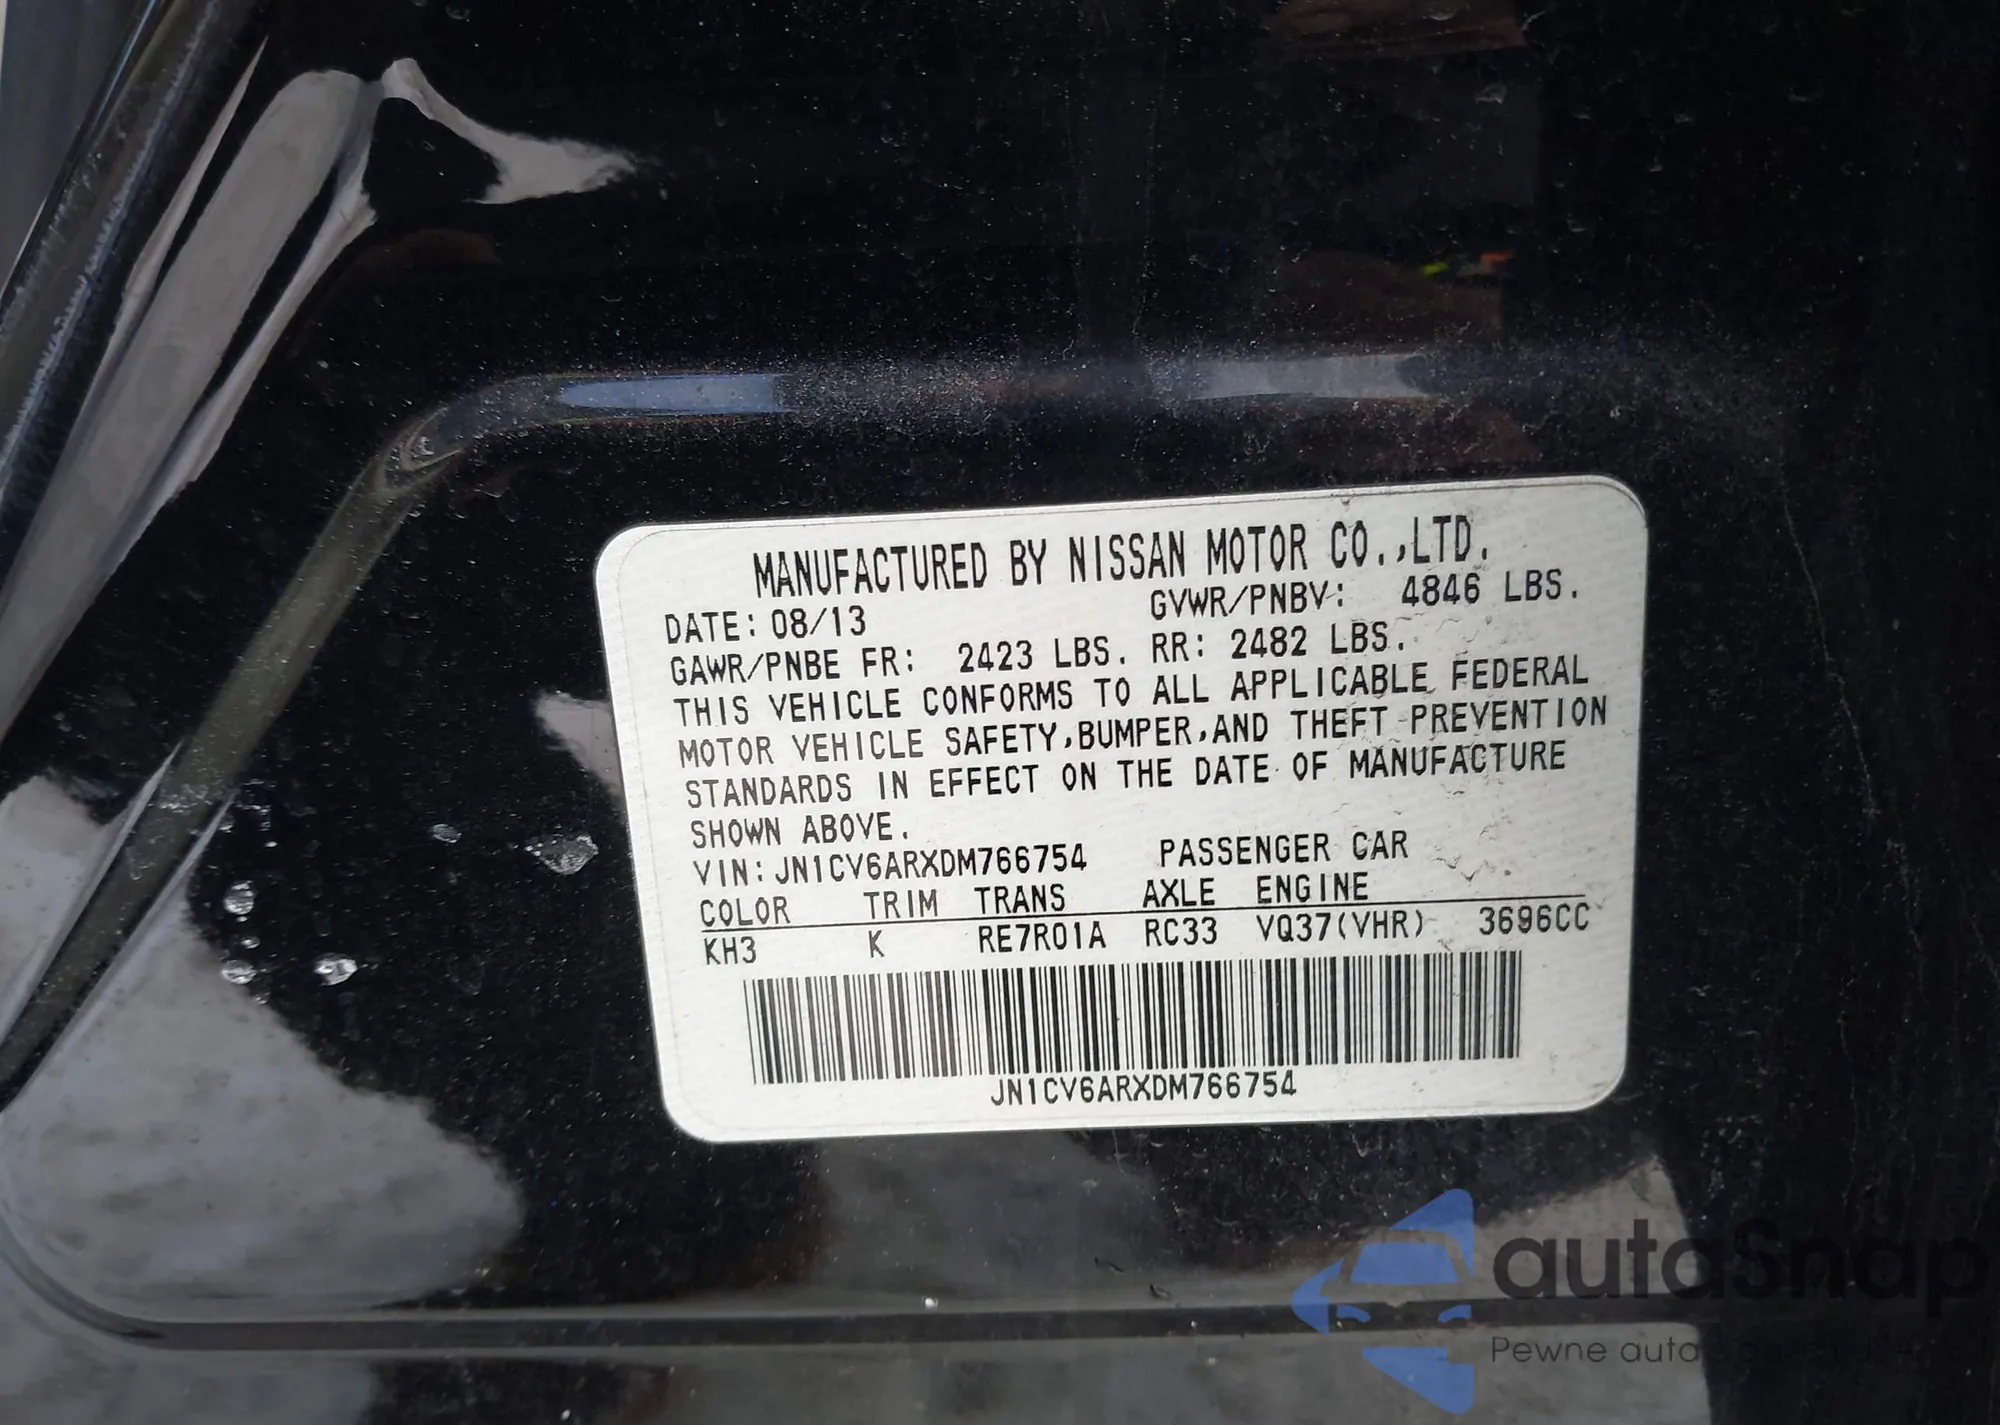 MANUFACTURED BY NISSAN MOTOR CO.,LTD.
DATE: 08/13 GVWR/PNBV: 4846 LBS.
GAWR/PNBE FR: 2423 LBS. RR: 2482 LBS.
THIS VEHICLE CONFORMS TO ALL APPLICABLE FEDERAL
MOTOR VEHICLE SAFETY,BUMPER,AND THEFT PREVENTION
STANDARDS IN EFFECT ON THE DATE OF MANUFACTURE
SHOWN ABOVE.
VIN: JN1CV6ARXDM766754 PASSENGER CAR
COLOR TRIM TRANS AXLE ENGINE
KH3 K RE7R01A RC33 VQ37(VHR) 3696CC
JN1CV6ARXDM766754
autoSnap
Pewne auta